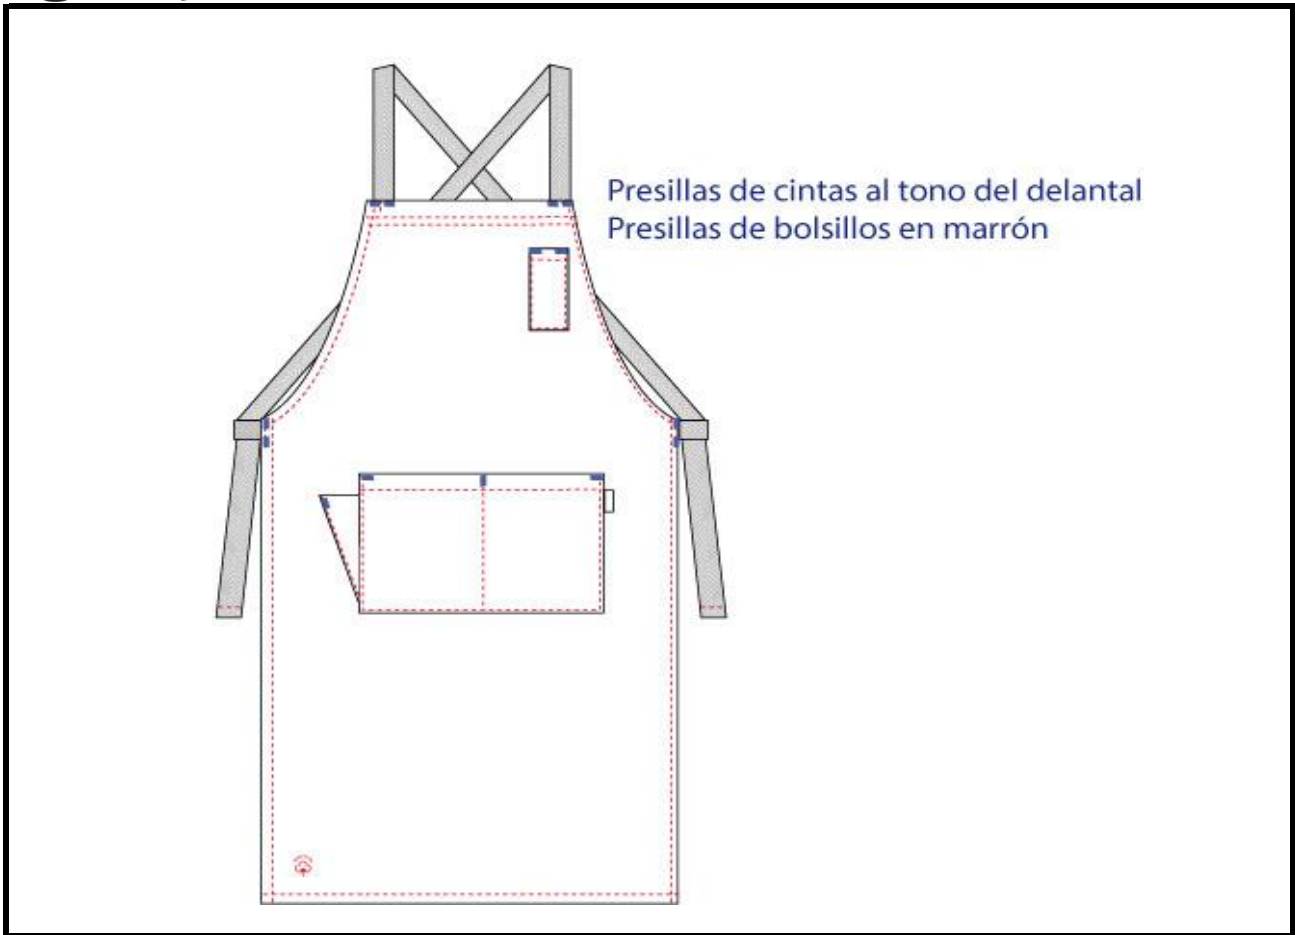 Presillas de cintas al tono del delantal
Presillas de bolsillos en marrón